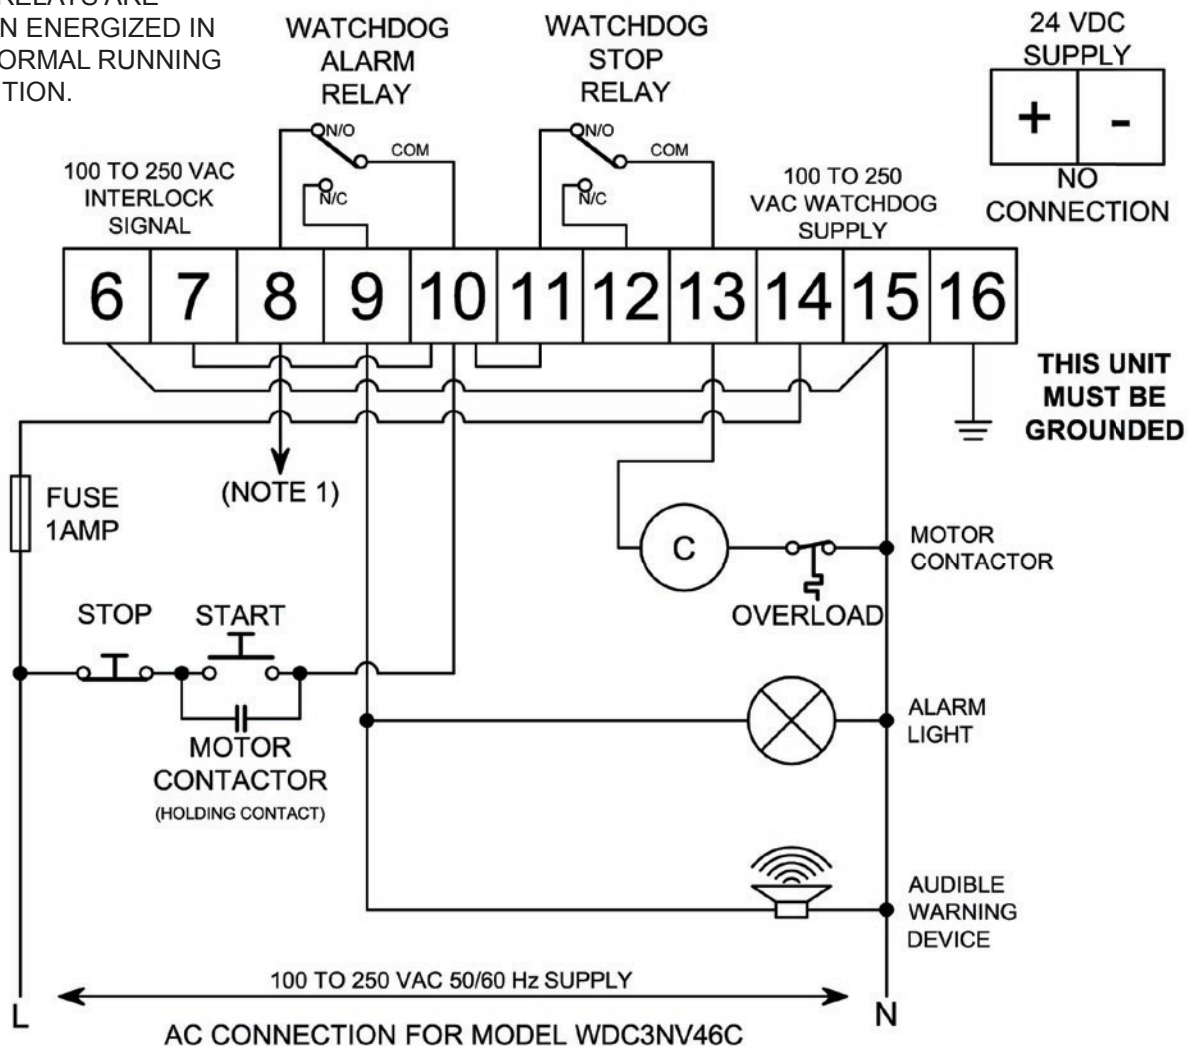 RELAYS ARE
N ENERGIZED IN
ORMAL RUNNING
TION.
WATCHDOG
ALARM
RELAY
WATCHDOG
STOP
RELAY
24 VDC
SUPPLY
+ -
NO
CONNECTION
N/O
COM
N/C
N/O
COM
N/C
100 TO 250 VAC
INTERLOCK
SIGNAL
100 TO 250
VAC WATCHDOG
SUPPLY
6 7 8 9 10 11 12 13 14 15 16
THIS UNIT
MUST BE
GROUNDED
(NOTE 1)
FUSE
1AMP
C
MOTOR
CONTACTOR
OVERLOAD
STOP
START
MOTOR
CONTACTOR
(HOLDING CONTACT)
ALARM
LIGHT
AUDIBLE
WARNING
DEVICE
100 TO 250 VAC 50/60 Hz SUPPLY
L
N
AC CONNECTION FOR MODEL WDC3NV46C